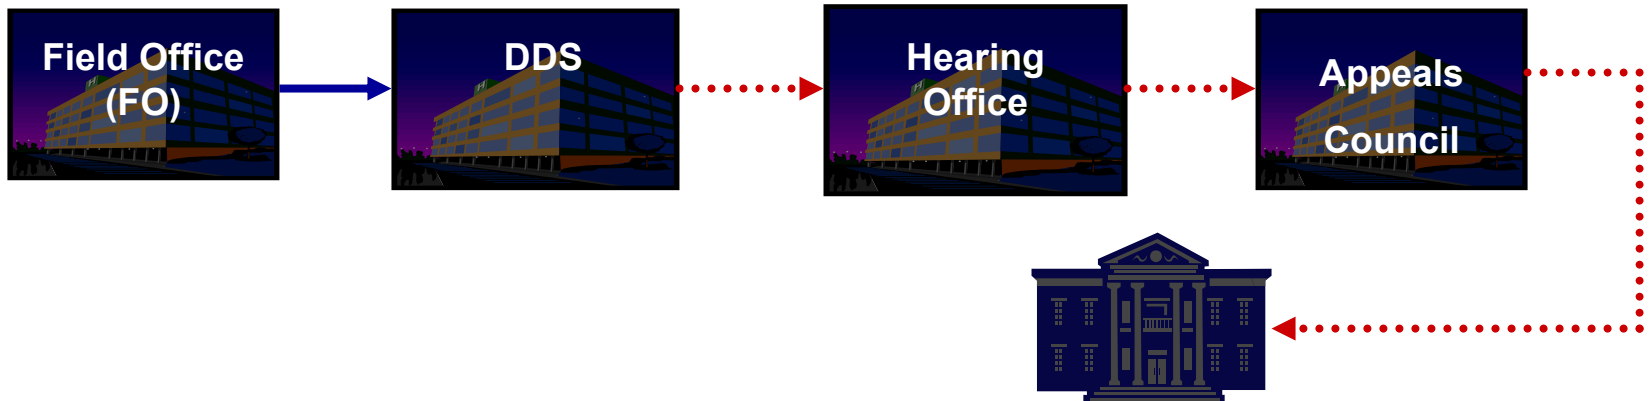 Field Office
(FO)
DDS
Hearing
Office
Appeals
Council